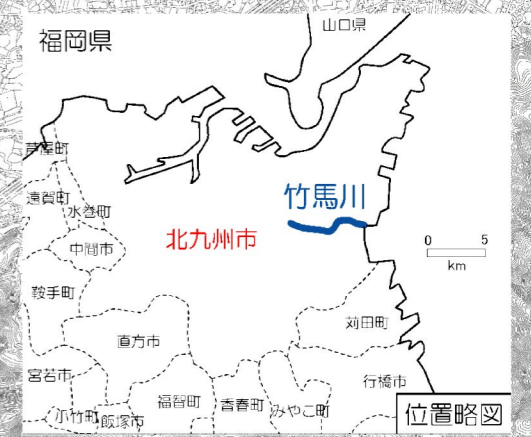 福岡県
山口県
芦屋町
遠賀町
水巻町
竹馬川
北九州市
中間市
0 5
km
鞍手町
直方市
苅田町
宮若市
行橋市
福智町
香春町
みやこ町
小竹町
飯塚市
位置略図